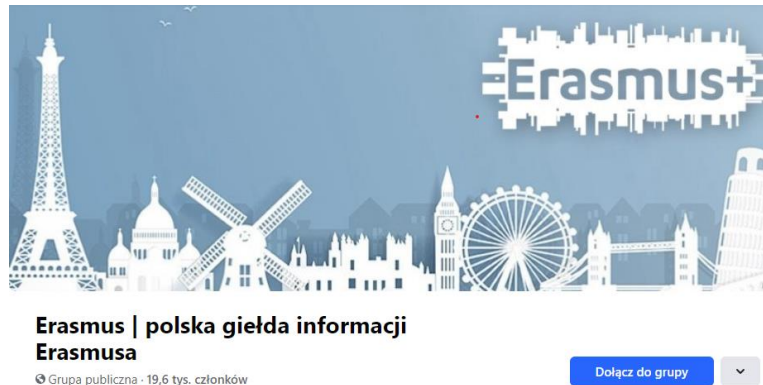 Erasmus+
Erasmus | polska giełda informacji
Erasmusa
Grupa publiczna · 19,6 tys. członków
Dołącz do grupy